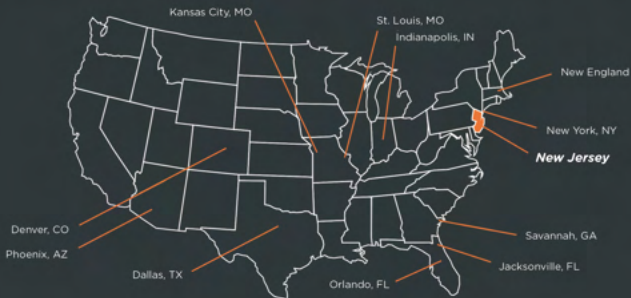 Kansas City, MO
St. Louis, MO
Indianapolis, IN
New England
New York, NY
New Jersey
Denver, CO
Phoenix, AZ
Dallas, TX
Savannah, GA
Jacksonville, FL
Orlando, FL